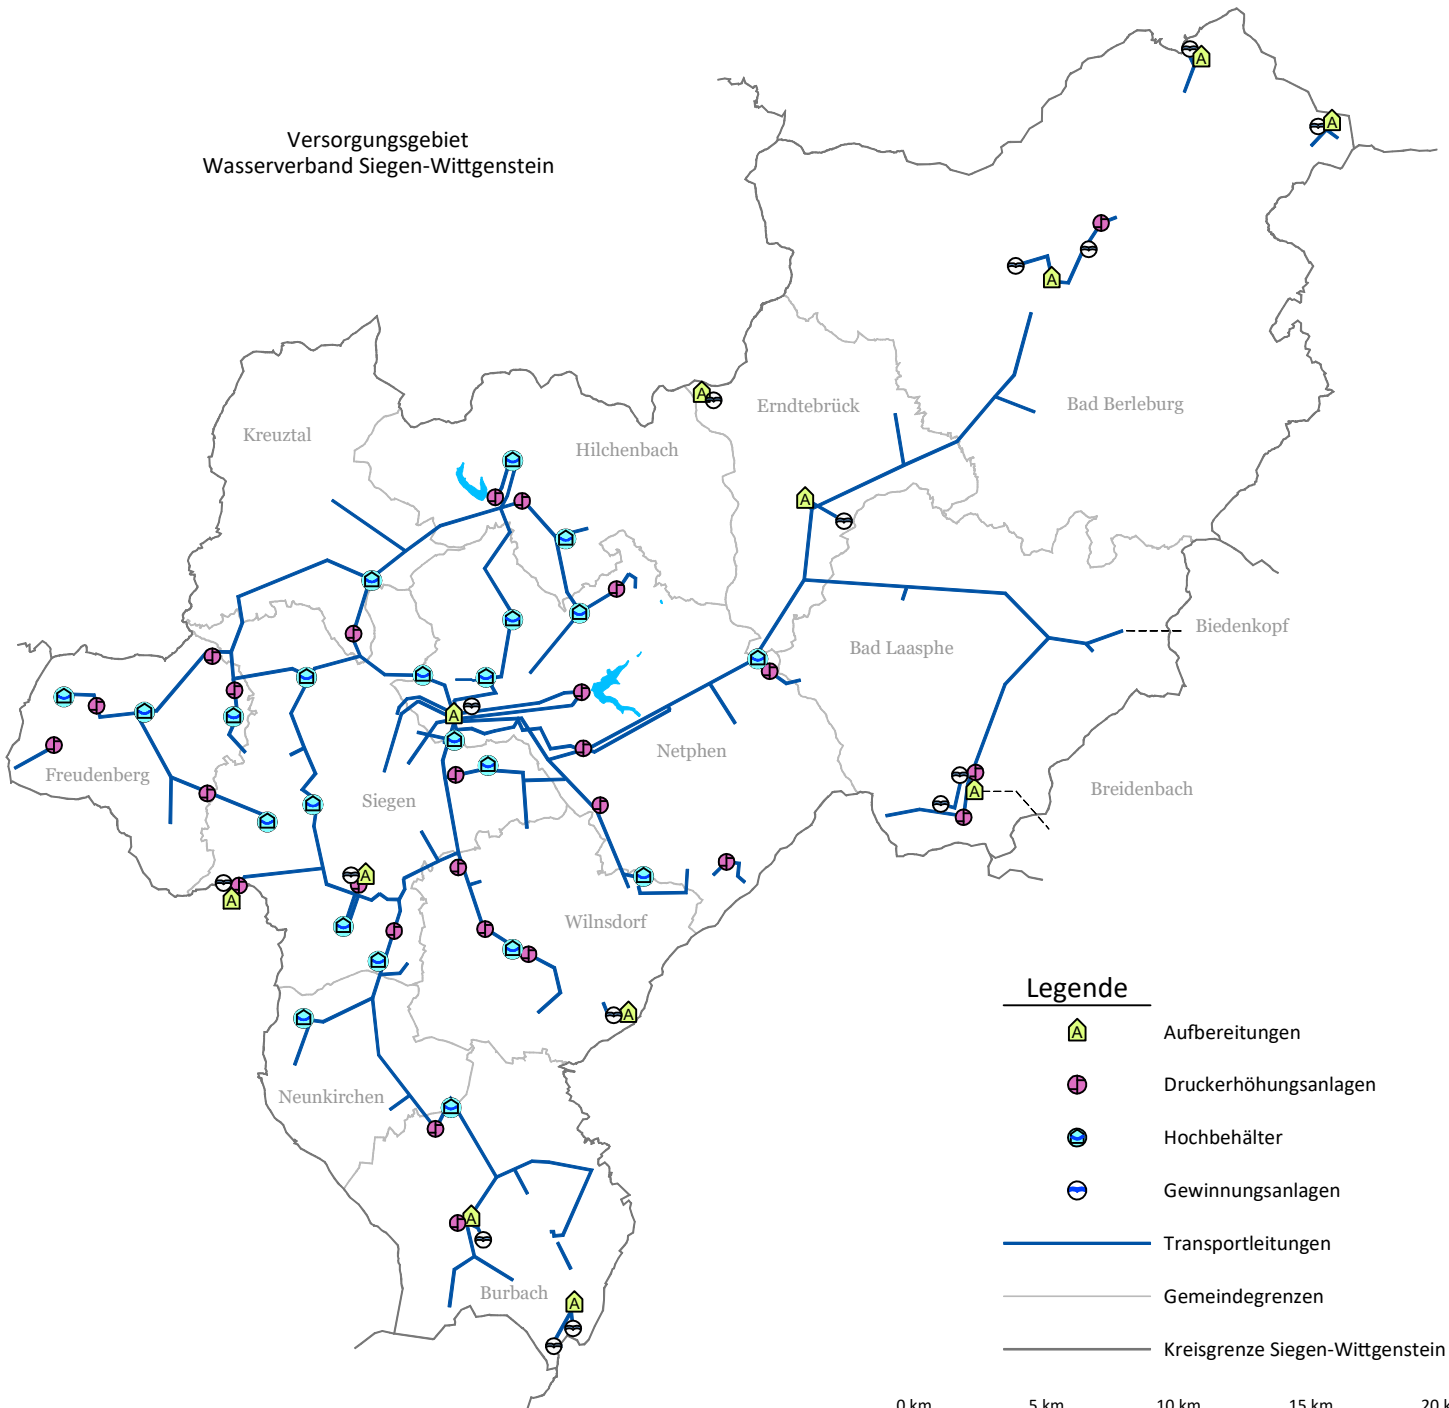 Versorgungsgebiet
Wasserverband Siegen-Wittgenstein
Kreuztal
Hilchenbach
Erndtebrück
Bad Berleburg
Bad Laasphe
Biedenkopf
Netphen
Freudenberg
Siegen
Breidenbach
Wilnsdorf
Neunkirchen
Burbach
Legende
A Aufbereitungen
Druckerhöhungsanlagen
Hochbehälter
Gewinnungsanlagen
Transportleitungen
Gemeindegrenzen
Kreisgrenze Siegen-Wittgenstein
0 km 5 km 10 km 15 km 20 k
A
A
A
A
A
A
A
A
A
A
A
A